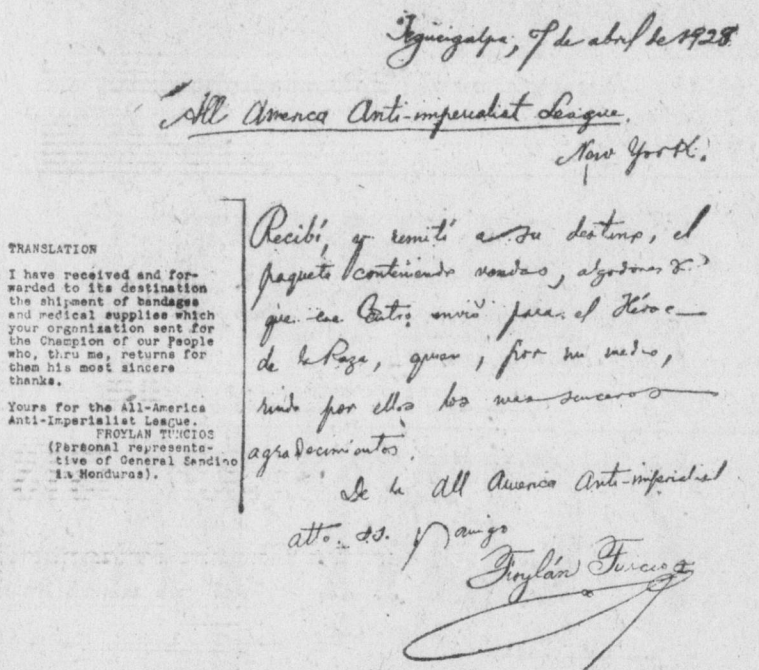 Tegucigalpa, 7 de abril de 1928
All America Anti-imperialist League.
New York.
TRANSLATION
I have received and for-
warded to its destination
the shipment of bandages
and medical supplies which
your organization sent for
the Champion of our People
who, thru me, returns for
them his most sincere
thanks.
Yours for the All-America
Anti-Imperialist League.
FROYLAN TURCIOS
(Personal representa-
tive of General Sandino
in Honduras).
Recibí, y remití a su destino, el
paquete conteniendo vendas, algodones &
que ese Centro envió para el Héroe
de la Raza, quien, por mi medio,
rinde por ellos los más sinceros
agradecimientos.
De la All America Anti-imperialist
atto. s.s. y amigo
Froylán Turcios